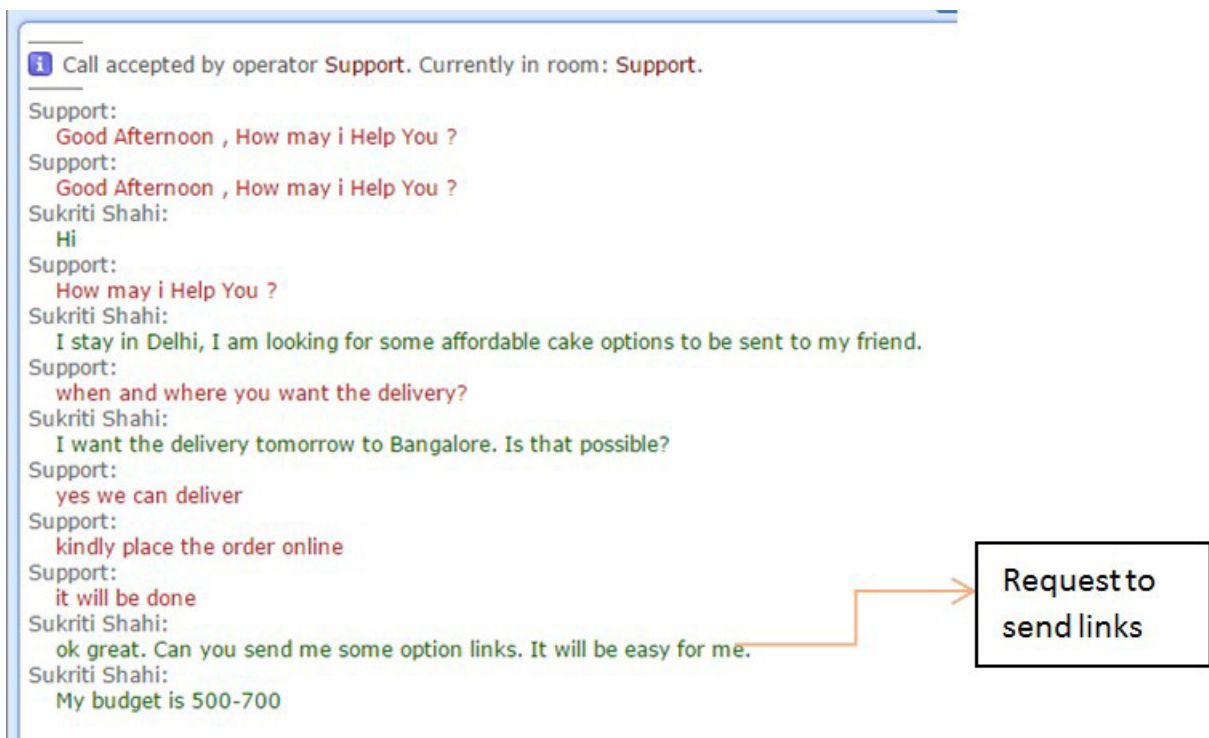 Call accepted by operator Support. Currently in room: Support.
Support:
Good Afternoon , How may i Help You ?
Support:
Good Afternoon , How may i Help You ?
Sukriti Shahi:
Hi
Support:
How may i Help You ?
Sukriti Shahi:
I stay in Delhi, I am looking for some affordable cake options to be sent to my friend.
Support:
when and where you want the delivery?
Sukriti Shahi:
I want the delivery tomorrow to Bangalore. Is that possible?
Support:
yes we can deliver
Support:
kindly place the order online
Support:
it will be done
Sukriti Shahi:
ok great. Can you send me some option links. It will be easy for me.
Sukriti Shahi:
My budget is 500-700
Request to
send links